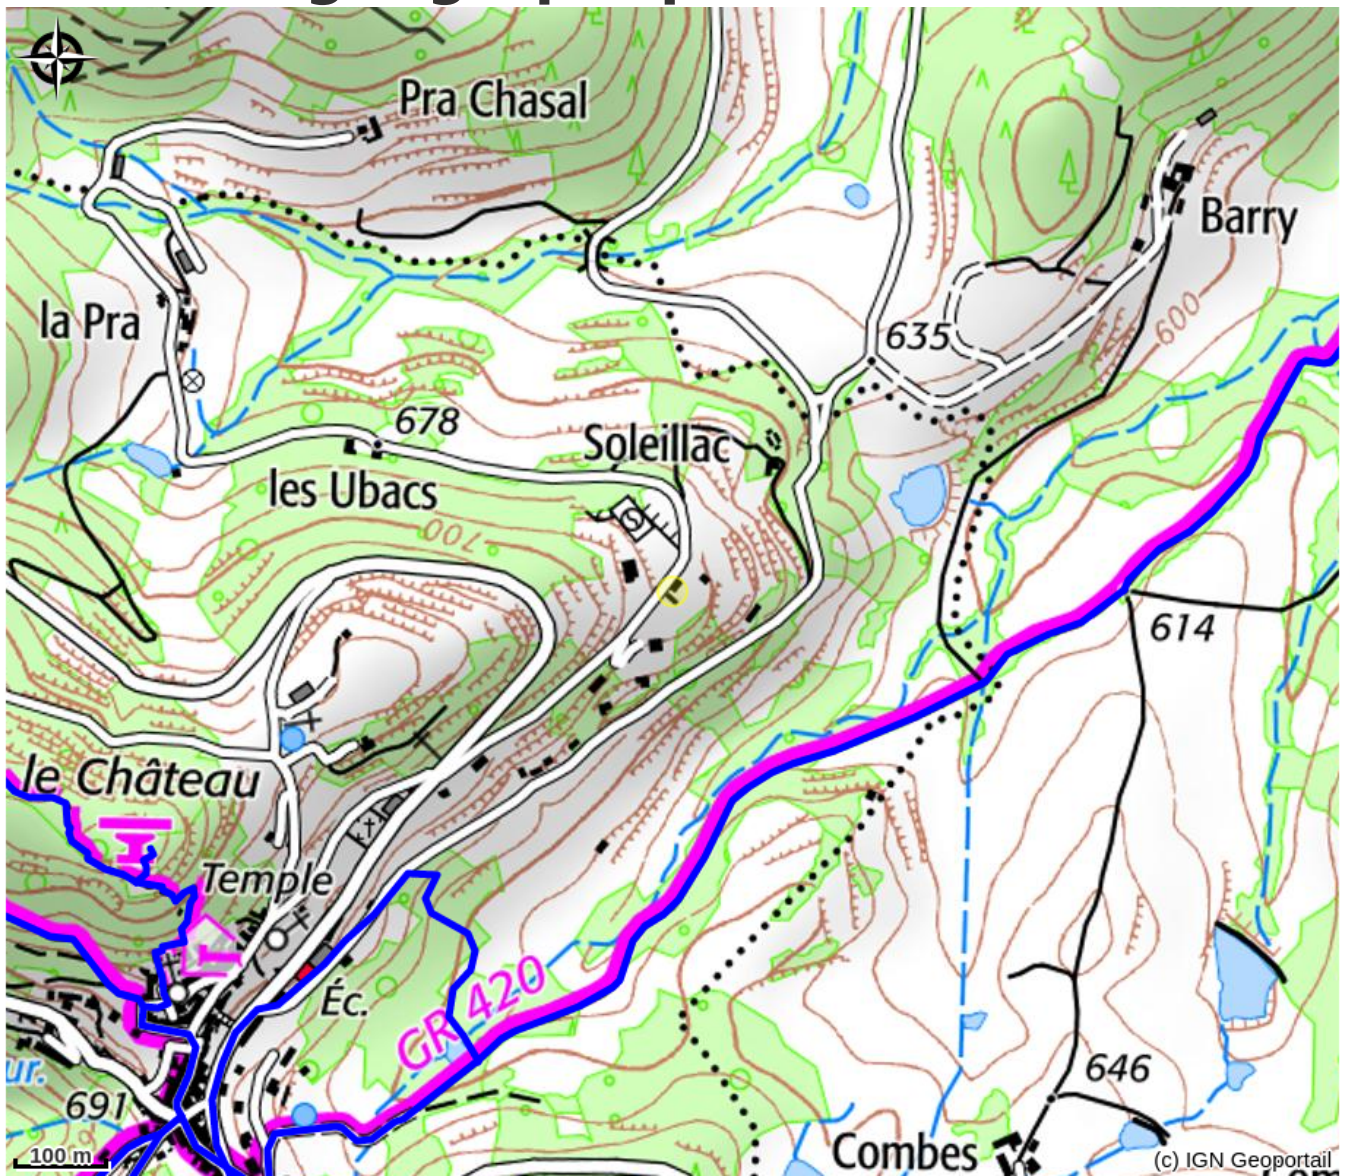 Pra Chasal
Barry
la Pra
635
600
678
Soleillac
les Ubacs
700
614
le Château
Temple
Éc.
GR 420
ur.
691
646
Combes
100 m
(c) IGN Geoportail